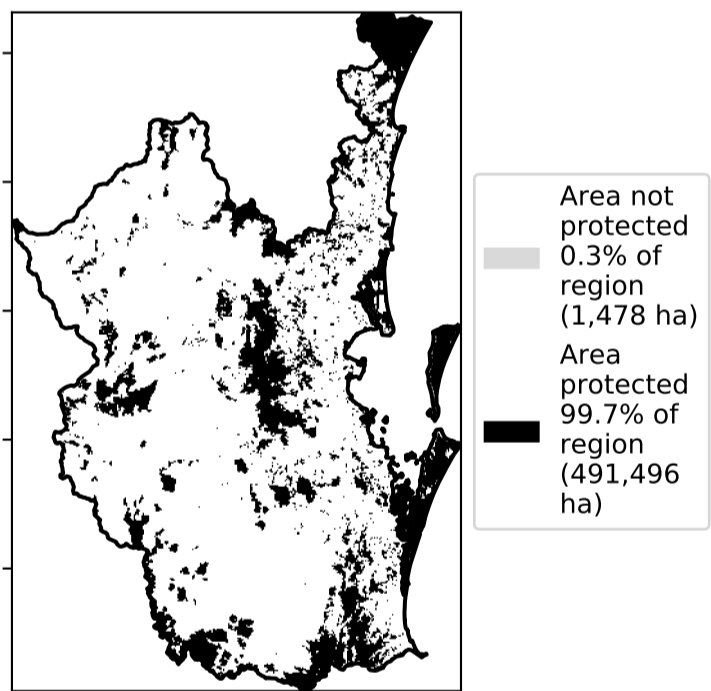 Area not
protected
0.3% of
region
(1,478 ha)
Area
protected
99.7% of
region
(491,496
ha)